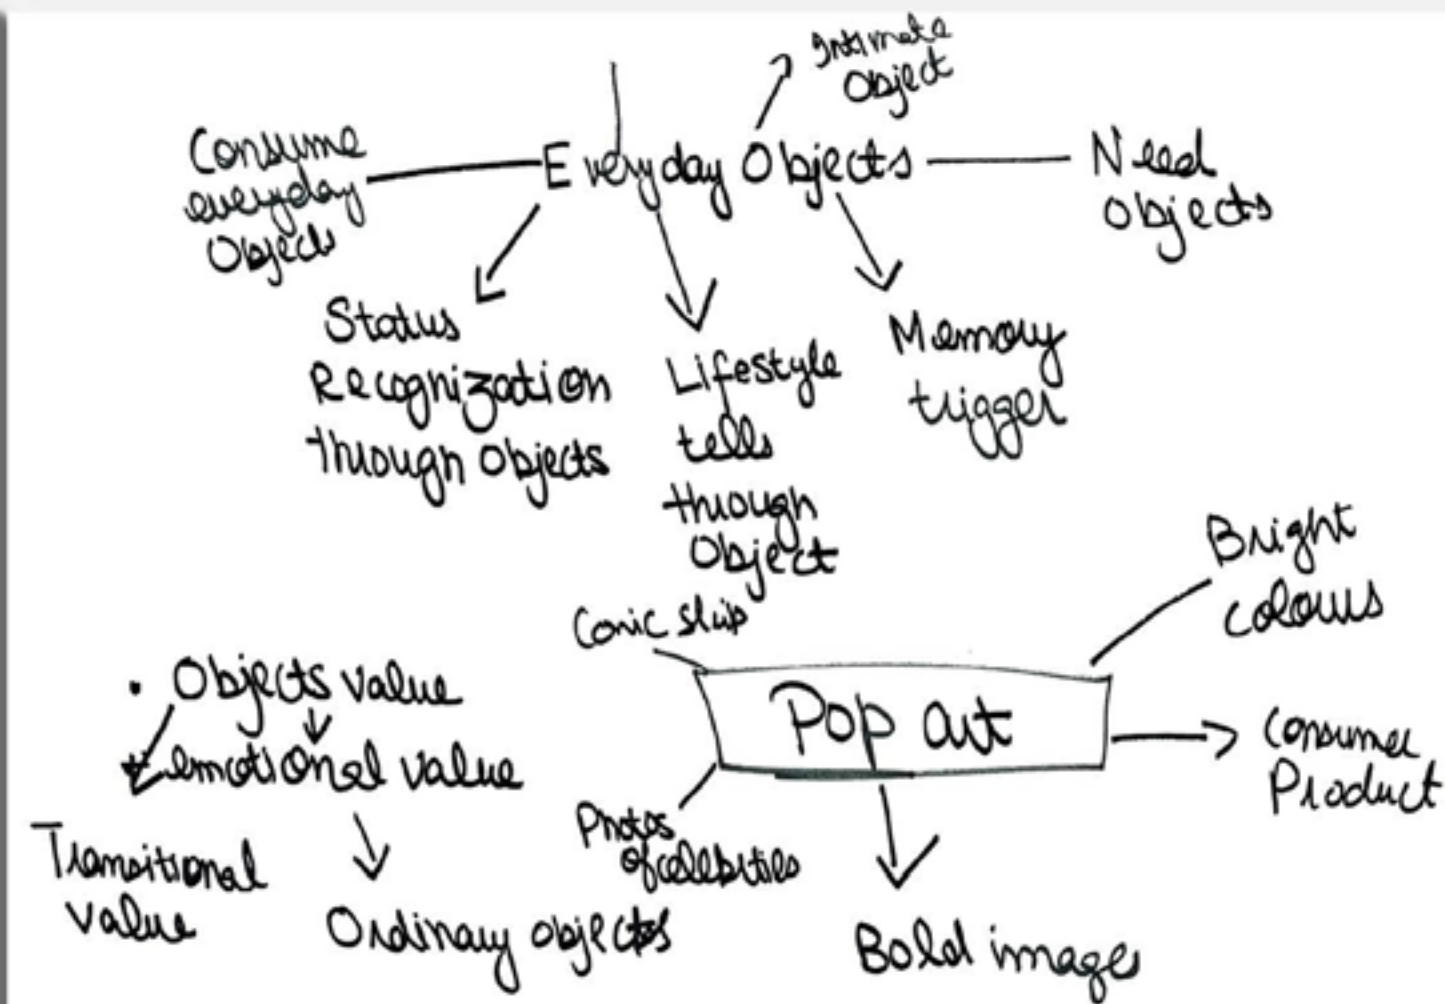 Intimate
Object
Consume
everyday
Objects
Everyday Objects
Need
objects
Status
Recognization
through Objects
Lifestyle
tells
through
Object
Memory
trigger
Bright
colours
Comic strip
Objects value
emotional value
Transitional
value
Ordinary objects
Pop art
Consumer
Product
Photos
of celebrities
Bold images